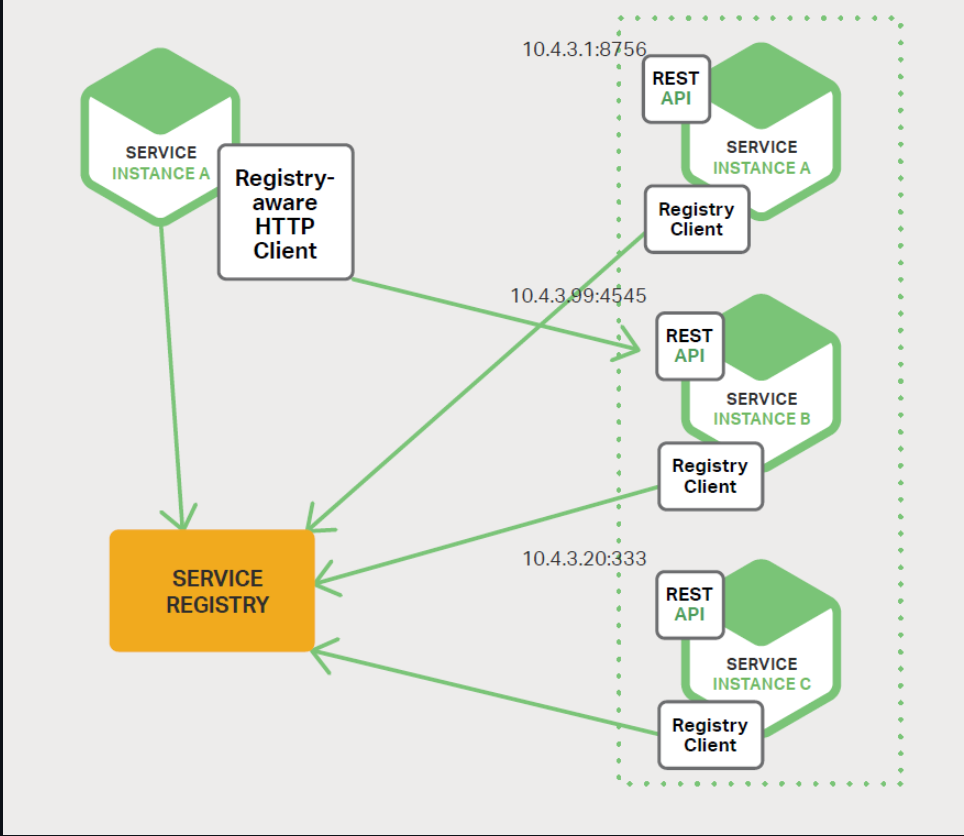 10.4.3.1:8756
REST
API
SERVICE
INSTANCE A
SERVICE
INSTANCE A
Registry-
aware
HTTP
Client
Registry
Client
10.4.3.99:4545
REST
API
SERVICE
INSTANCE B
Registry
Client
10.4.3.20:333
SERVICE
REGISTRY
REST
API
SERVICE
INSTANCE C
Registry
Client